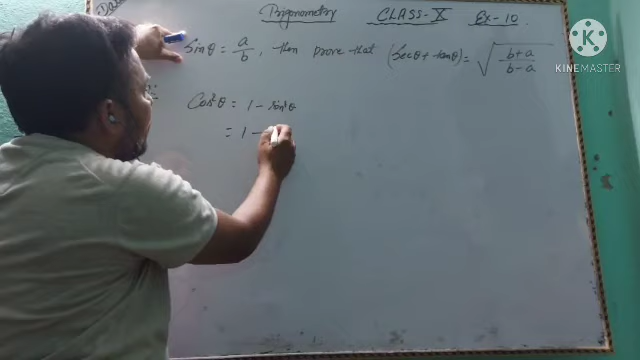 Trigonometry CLASS-X Ex-10
Sinθ = a/b, then prove that (Secθ + tanθ) = √((b+a)/(b-a))
Cos²θ = 1 - Sin²θ
= 1 -
KINEMASTER